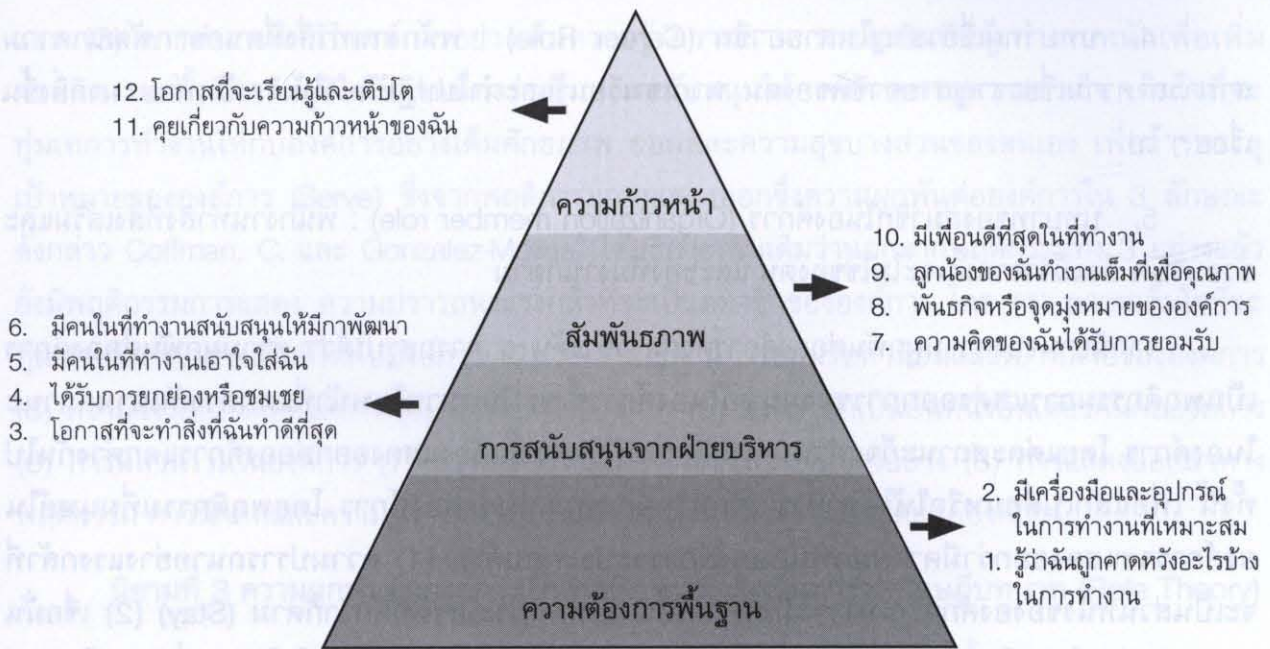 12. โอกาสที่จะเรียนรู้และเติบโต
11. คุยเกี่ยวกับความก้าวหน้าของฉัน
ความก้าวหน้า
10. มีเพื่อนดีที่สุดในที่ทำงาน
9. ลูกน้องของฉันทำงานเต็มที่เพื่อคุณภาพ
8. พันธกิจหรือจุดมุ่งหมายขององค์การ
7. ความคิดของฉันได้รับการยอมรับ
สัมพันธภาพ
6. มีคนในที่ทำงานสนับสนุนให้มีกาพัฒนา
5. มีคนในที่ทำงานเอาใจใส่ฉัน
4. ได้รับการยกย่องหรือชมเชย
3. โอกาสที่จะทำสิ่งที่ฉันทำดีที่สุด
การสนับสนุนจากฝ่ายบริหาร
2. มีเครื่องมือและอุปกรณ์
ในการทำงานที่เหมาะสม
1. รู้ว่าฉันถูกคาดหวังอะไรบ้าง
ในการทำงาน
ความต้องการพื้นฐาน